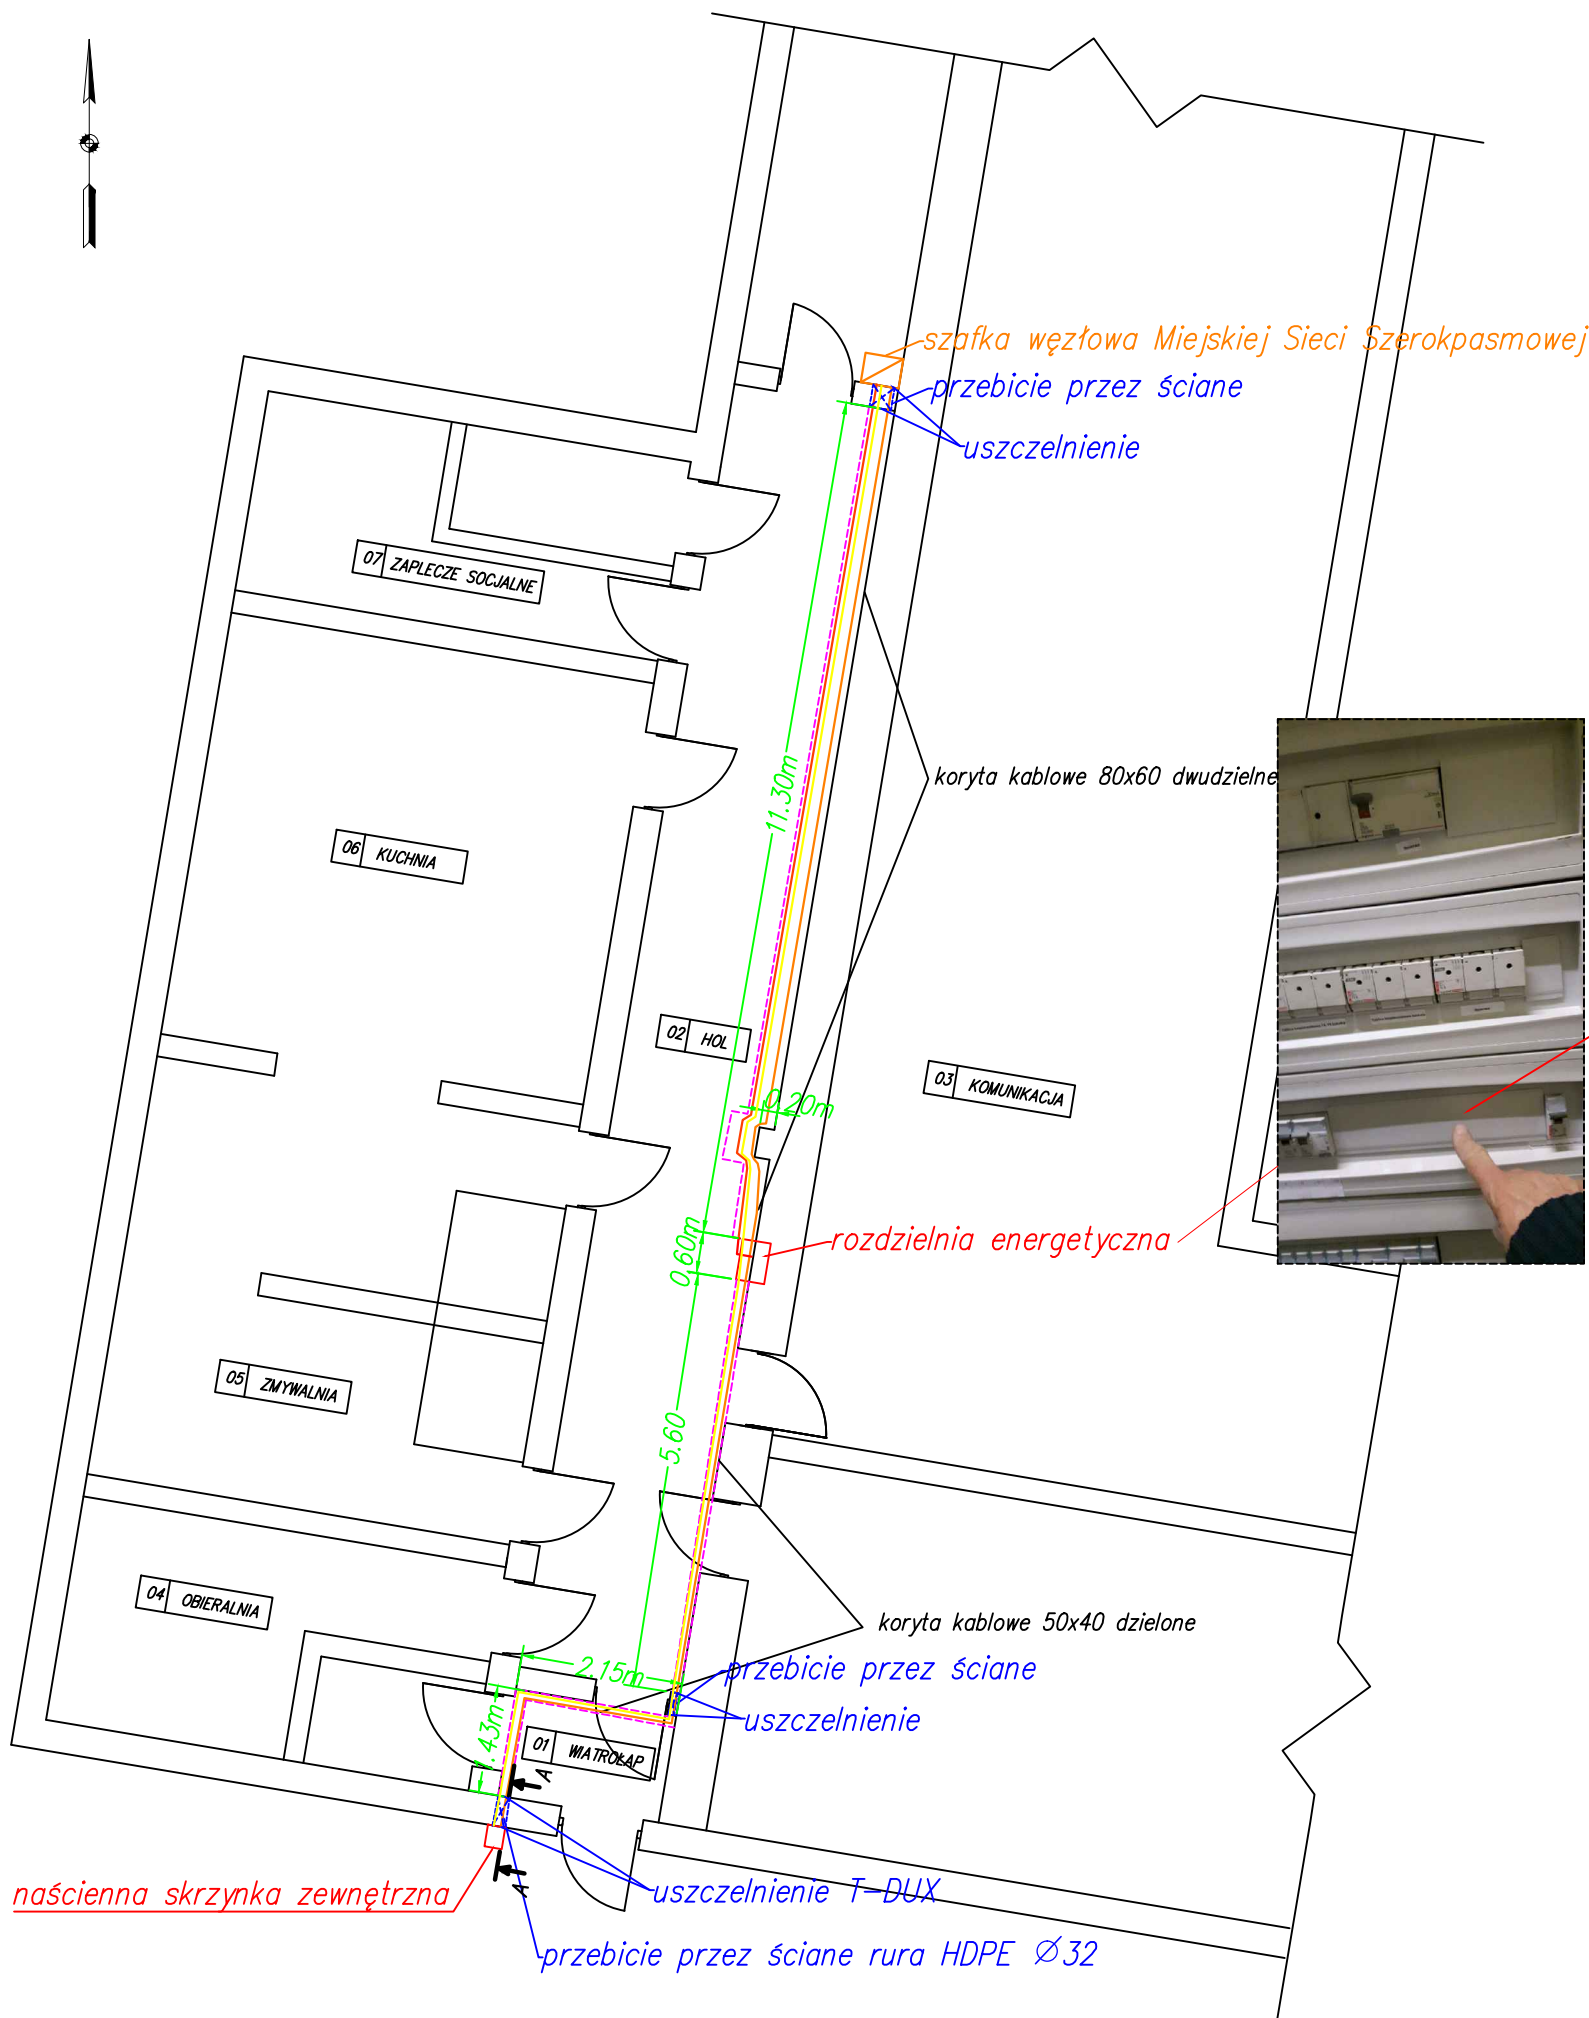 szafka węzłowa Miejskiej Sieci Szerokpasmowej
przebicie przez ściane
uszczelnienie
07 ZAPLECZE SOCJALNE
11.30m
koryta kablowe 80x60 dwudzielne
06 KUCHNIA
02 HOL
03 KOMUNIKACJA
0.20m
0,60m
rozdzielnia energetyczna
05 ZMYWALNIA
5.60
04 OBIERALNIA
koryta kablowe 50x40 dzielone
2.15m
przebicie przez ściane
uszczelnienie
1.43m
01 WIATROŁAP
A
A
naścienna skrzynka zewnętrzna
uszczelnienie T-DUX
przebicie przez ściane rura HDPE Ø32